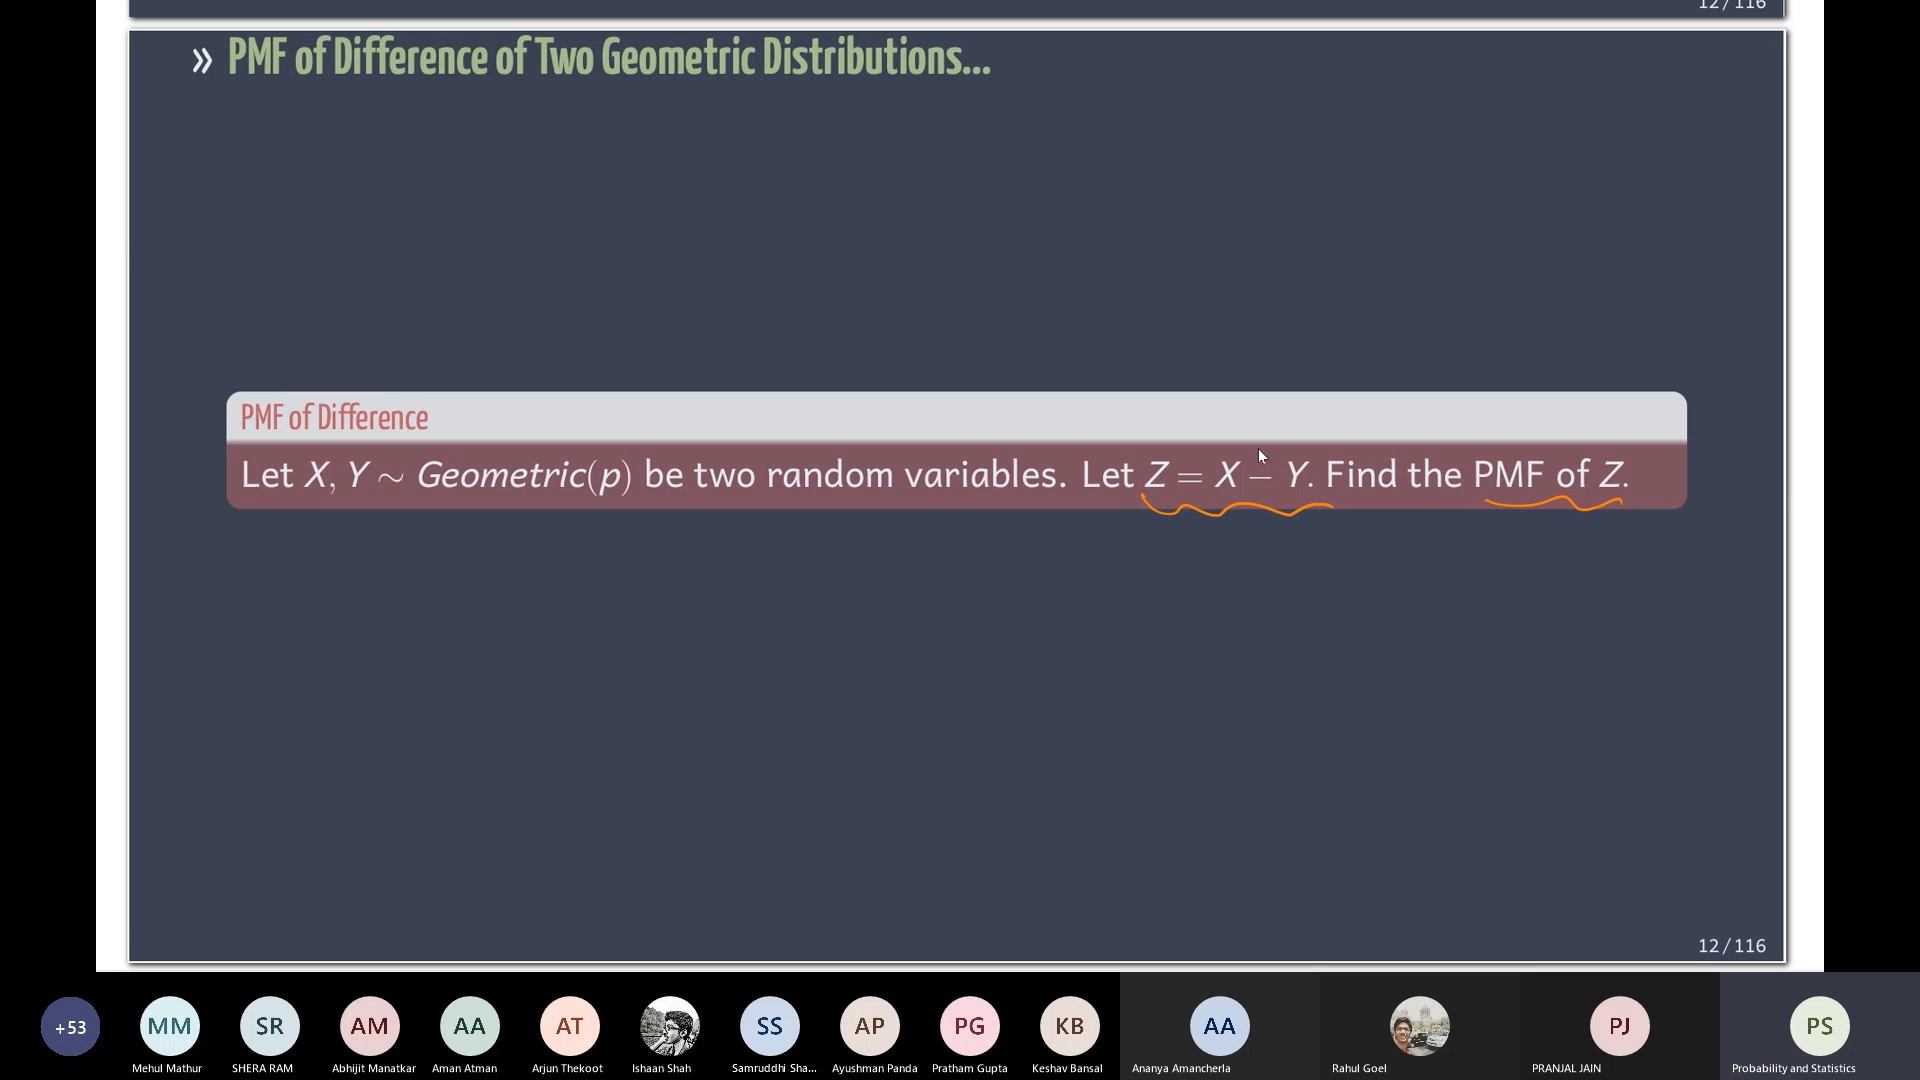 12/116
» PMF of Difference of Two Geometric Distributions...
PMF of Difference
Let X, Y ∼ Geometric(p) be two random variables. Let Z = X − Y. Find the PMF of Z.
12/116
+53
MM
SR
AM
AA
AT
SS
AP
PG
KB
AA
PJ
PS
Mehul Mathur
SHERA RAM
Abhijit Manatkar
Aman Atman
Arjun Thekoot
Ishaan Shah
Samruddhi Sha...
Ayushman Panda
Pratham Gupta
Keshav Bansal
Ananya Amancherla
Rahul Goel
PRANJAL JAIN
Probability and Statistics